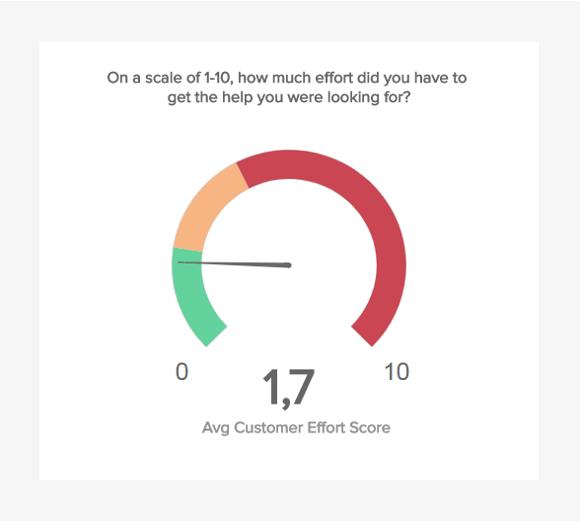 On a scale of 1-10, how much effort did you have to
get the help you were looking for?
0
10
1,7
Avg Customer Effort Score